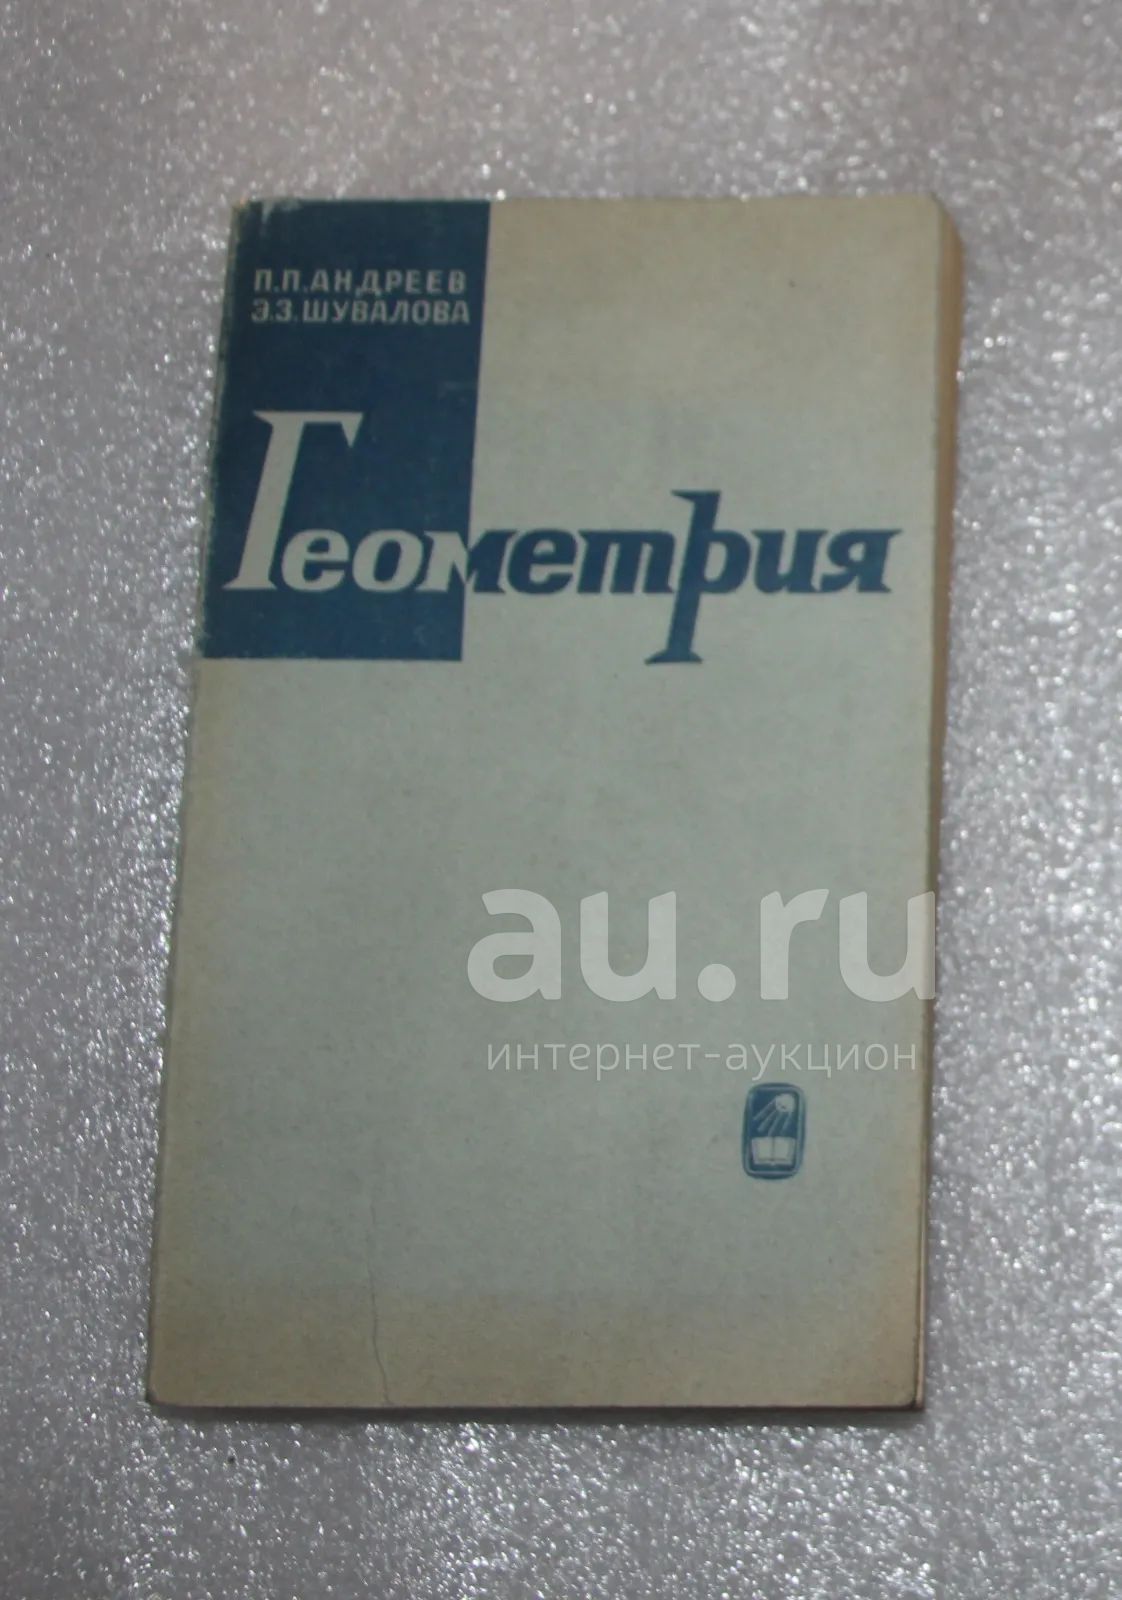 П.П.АНДРЕЕВ
Э.З.ШУВАЛОВА
Геометрия
au.ru
интернет-аукцион